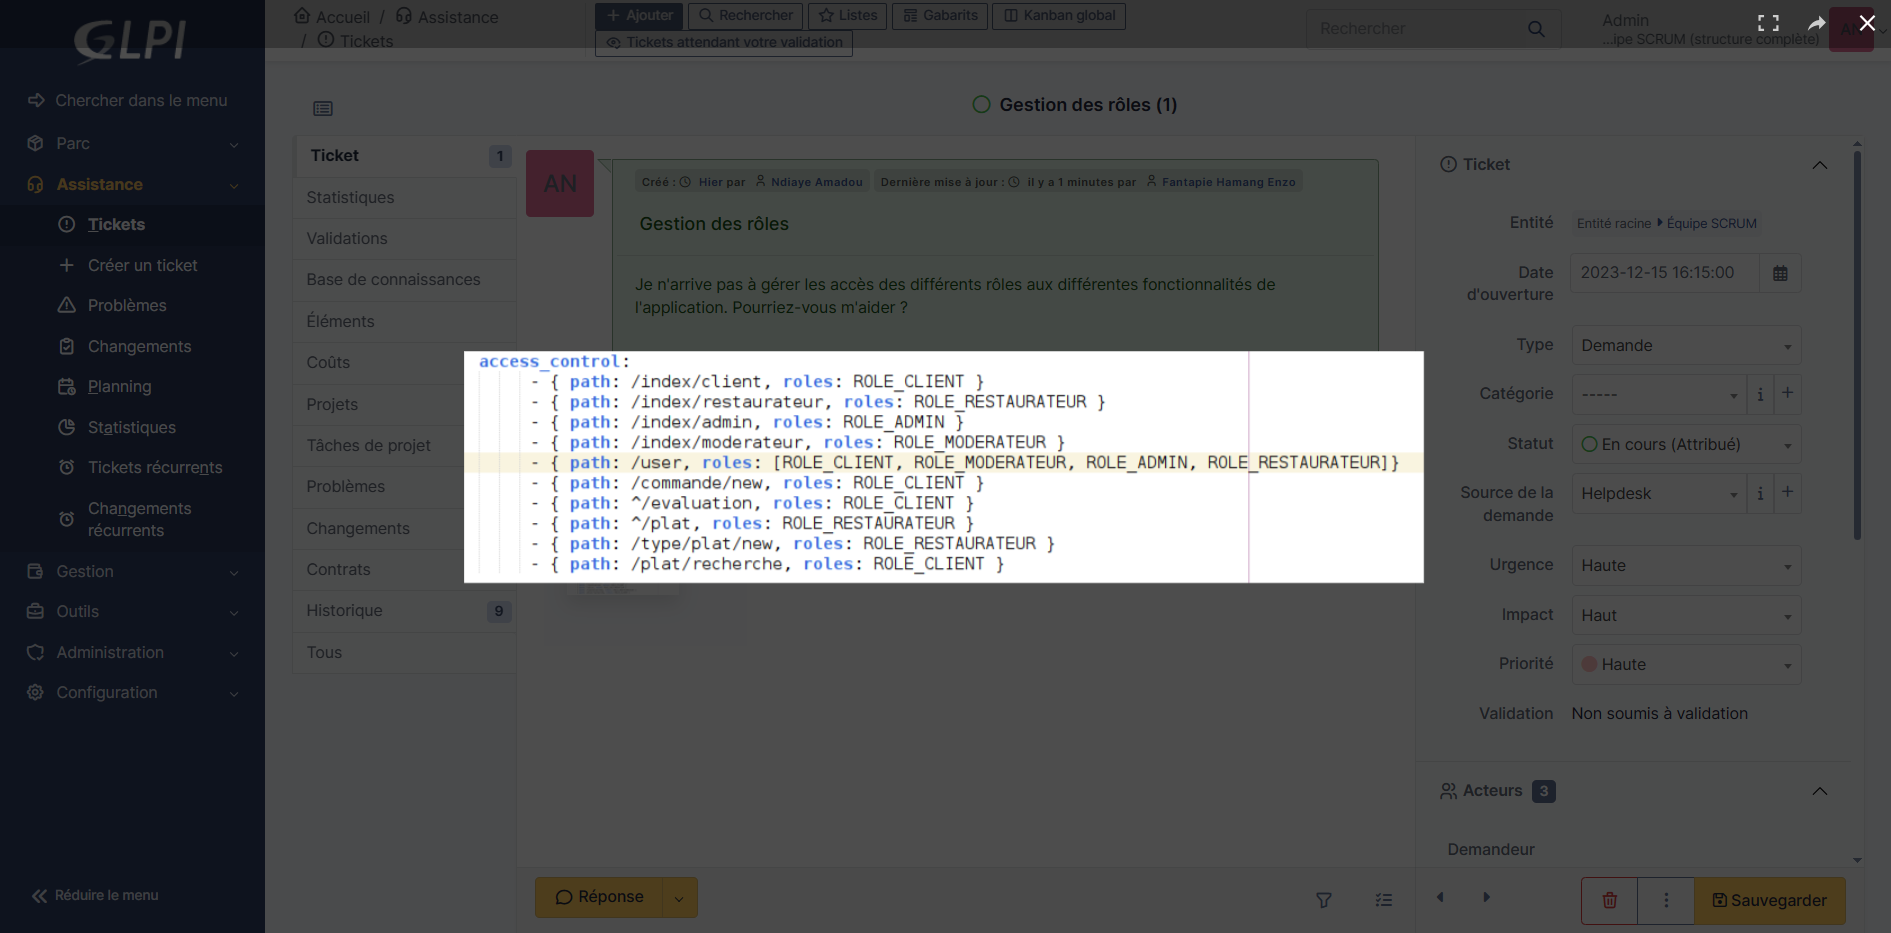 GLPI
Chercher dans le menu
Parc
Assistance
Tickets
Créer un ticket
Problèmes
Changements
Planning
Statistiques
Tickets récurrents
Changements
récurrents
Gestion
Outils
Administration
Configuration
Réduire le menu
Accueil / Assistance
/ Tickets
+ Ajouter
Rechercher
Listes
Gabarits
Kanban global
Tickets attendant votre validation
Rechercher
Admin
...ipe SCRUM (structure complète)
AN
Gestion des rôles (1)
Ticket 1
Statistiques
Validations
Base de connaissances
Éléments
Coûts
Projets
Tâches de projet
Problèmes
Changements
Contrats
Historique 9
Tous
AN
Créé : Hier par Ndiaye Amadou
Dernière mise à jour : il y a 1 minutes par Fantapie Hamang Enzo
Gestion des rôles
Je n'arrive pas à gérer les accès des différents rôles aux différentes fonctionnalités de
l'application. Pourriez-vous m'aider ?
access_control:
- { path: /index/client, roles: ROLE_CLIENT }
- { path: /index/restaurateur, roles: ROLE_RESTAURATEUR }
- { path: /index/admin, roles: ROLE_ADMIN }
- { path: /index/moderateur, roles: ROLE_MODERATEUR }
- { path: /user, roles: [ROLE_CLIENT, ROLE_MODERATEUR, ROLE_ADMIN, ROLE_RESTAURATEUR]}
- { path: /commande/new, roles: ROLE_CLIENT }
- { path: ^/evaluation, roles: ROLE_CLIENT }
- { path: ^/plat, roles: ROLE_RESTAURATEUR }
- { path: /type/plat/new, roles: ROLE_RESTAURATEUR }
- { path: /plat/recherche, roles: ROLE_CLIENT }
Réponse
Ticket
Entité Entité racine Équipe SCRUM
Date
d'ouverture
2023-12-15 16:15:00
Type Demande
Catégorie ----- i +
Statut En cours (Attribué)
Source de la
demande
Helpdesk i +
Urgence Haute
Impact Haut
Priorité Haute
Validation Non soumis à validation
Acteurs 3
Demandeur
Sauvegarder